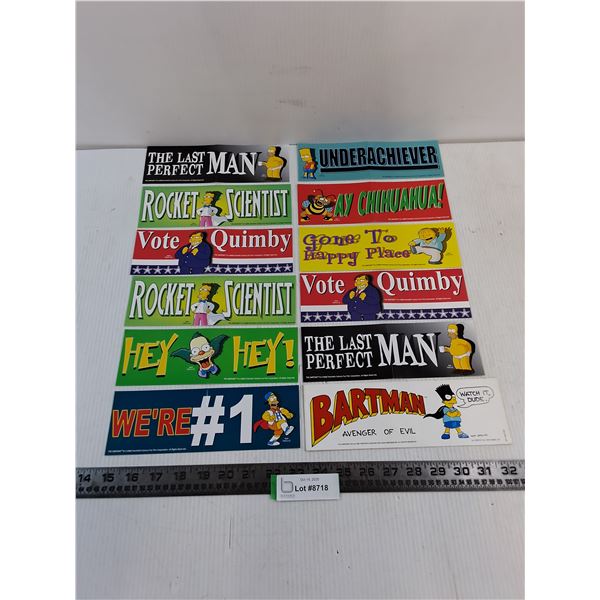 THE LAST
PERFECT MAN
UNDERACHIEVER
ROCKET SCIENTIST
AY CHIHUAHUA!
Vote Quimby
Gone To
Happy Place
ROCKET SCIENTIST
Vote Quimby
HEY HEY!
THE LAST
PERFECT MAN
WE'RE #1
BARTMAN
AVENGER OF EVIL
WATCH IT,
DUDE.
14 15 16 17 18 19 20 21 22 23 24 25 26 27 28 29 30 31 32
Lot #8718